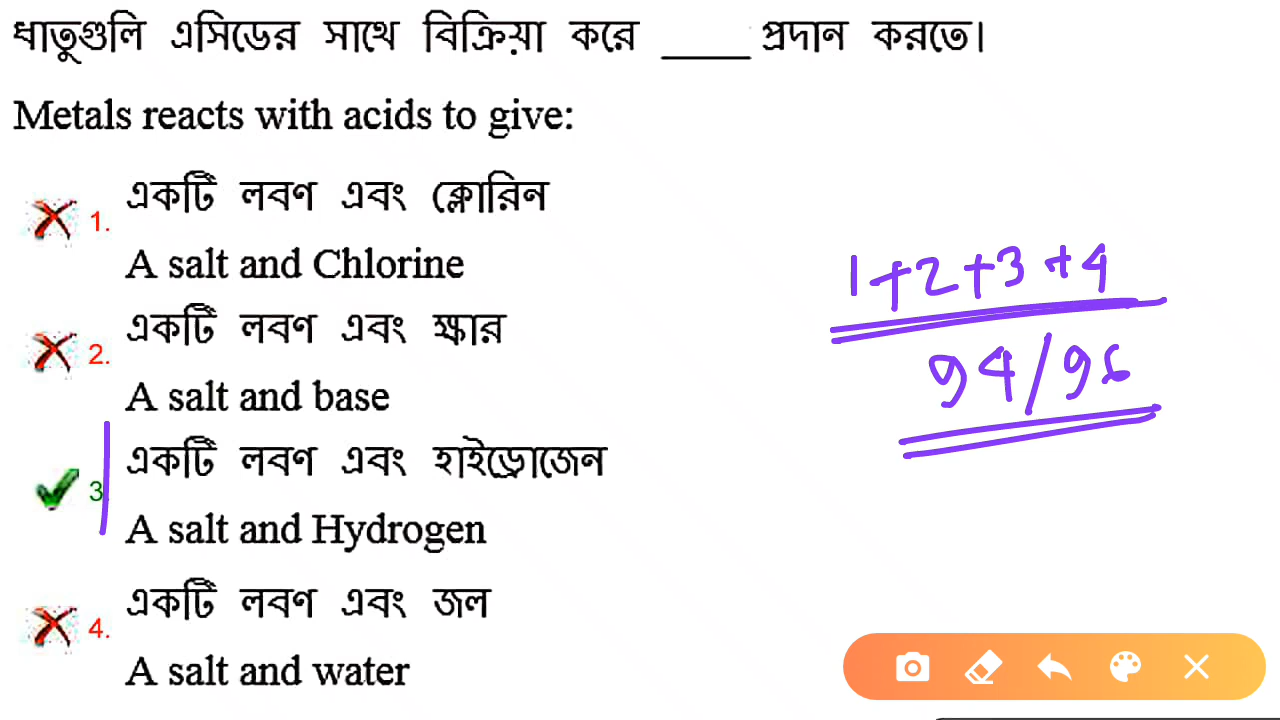 ধাতুগুলি এসিডের সাথে বিক্রিয়া করে _____ প্রদান করতে।
Metals reacts with acids to give:
1. একটি লবণ এবং ক্লোরিন
A salt and Chlorine
2. একটি লবণ এবং ক্ষার
A salt and base
3 একটি লবণ এবং হাইড্রোজেন
A salt and Hydrogen
4. একটি লবণ এবং জল
A salt and water
1+2+3+4
94/96